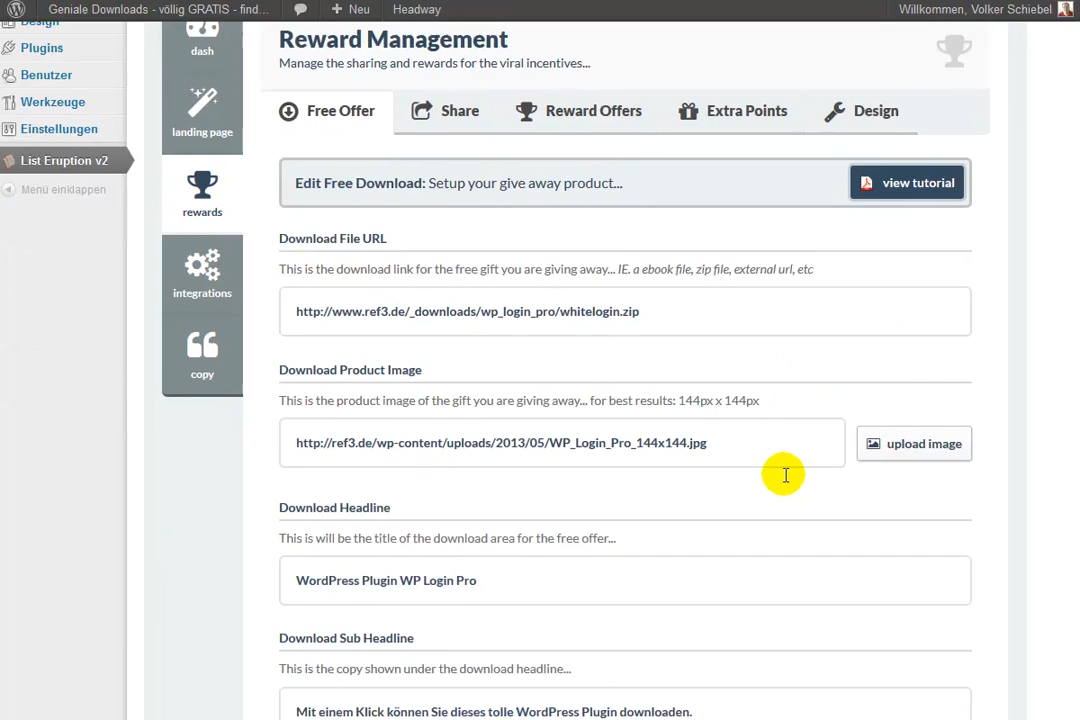 Geniale Downloads - völlig GRATIS - find...
Neu
Headway
Willkommen, Volker Schiebel
Design
Plugins
Benutzer
Werkzeuge
Einstellungen
List Eruption v2
Menü einklappen
dash
landing page
rewards
integrations
copy
Reward Management
Manage the sharing and rewards for the viral incentives...
Free Offer
Share
Reward Offers
Extra Points
Design
Edit Free Download: Setup your give away product...
view tutorial
Download File URL
This is the download link for the free gift you are giving away... IE. a ebook file, zip file, external url, etc
http://www.ref3.de/_downloads/wp_login_pro/whitelogin.zip
Download Product Image
This is the product image of the gift you are giving away... for best results: 144px x 144px
http://ref3.de/wp-content/uploads/2013/05/WP_Login_Pro_144x144.jpg
upload image
Download Headline
This is will be the title of the download area for the free offer...
WordPress Plugin WP Login Pro
Download Sub Headline
This is the copy shown under the download headline...
Mit einem Klick können Sie dieses tolle WordPress Plugin downloaden.